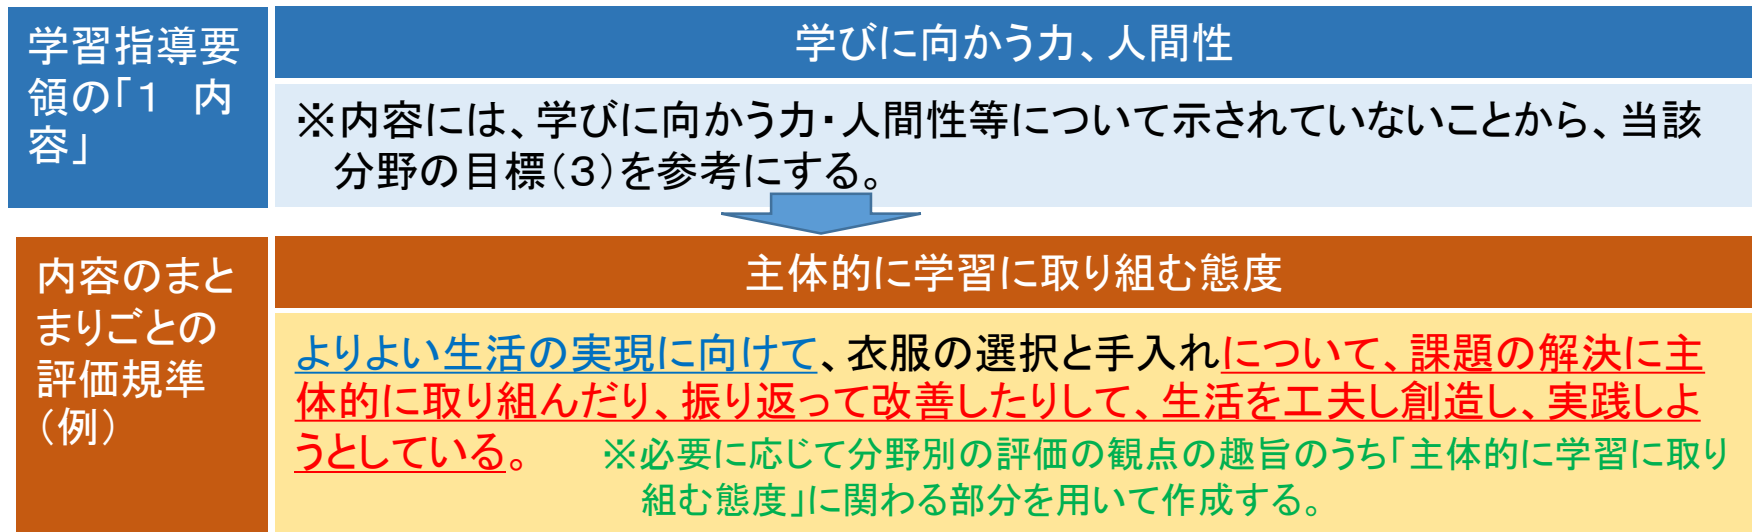 学習指導要
領の「１　内
容」
学びに向かう力、人間性
※内容には、学びに向かう力・人間性等について示されていないことから、当該
分野の目標（３）を参考にする。
内容のまと
まりごとの
評価規準
（例）
主体的に学習に取り組む態度
よりよい生活の実現に向けて、衣服の選択と手入れについて、課題の解決に主
体的に取り組んだり、振り返って改善したりして、生活を工夫し創造し、実践しよ
うとしている。　※必要に応じて分野別の評価の観点の趣旨のうち「主体的に学習に取り
組む態度」に関わる部分を用いて作成する。